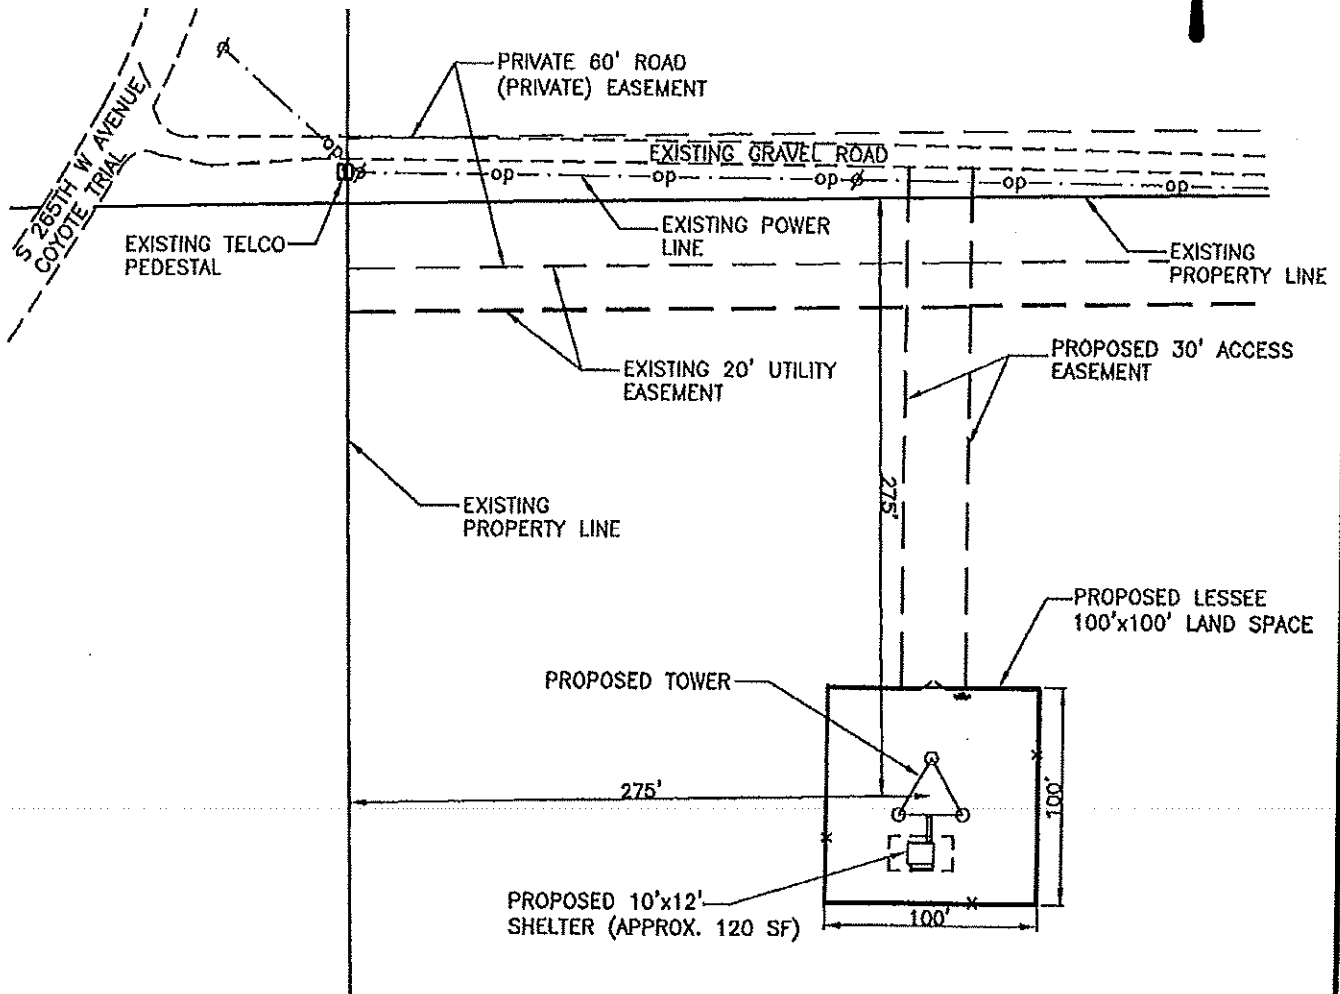 PRIVATE 60' ROAD
(PRIVATE) EASEMENT
S 265TH W AVENUE/
COYOTE TRIAL
op
EXISTING GRAVEL ROAD
op
op
op
op
op
EXISTING TELCO
PEDESTAL
EXISTING POWER
LINE
EXISTING
PROPERTY LINE
EXISTING 20' UTILITY
EASEMENT
PROPOSED 30' ACCESS
EASEMENT
275'
EXISTING
PROPERTY LINE
PROPOSED LESSEE
100'x100' LAND SPACE
PROPOSED TOWER
275'
100'
PROPOSED 10'x12'
SHELTER (APPROX. 120 SF)
100'